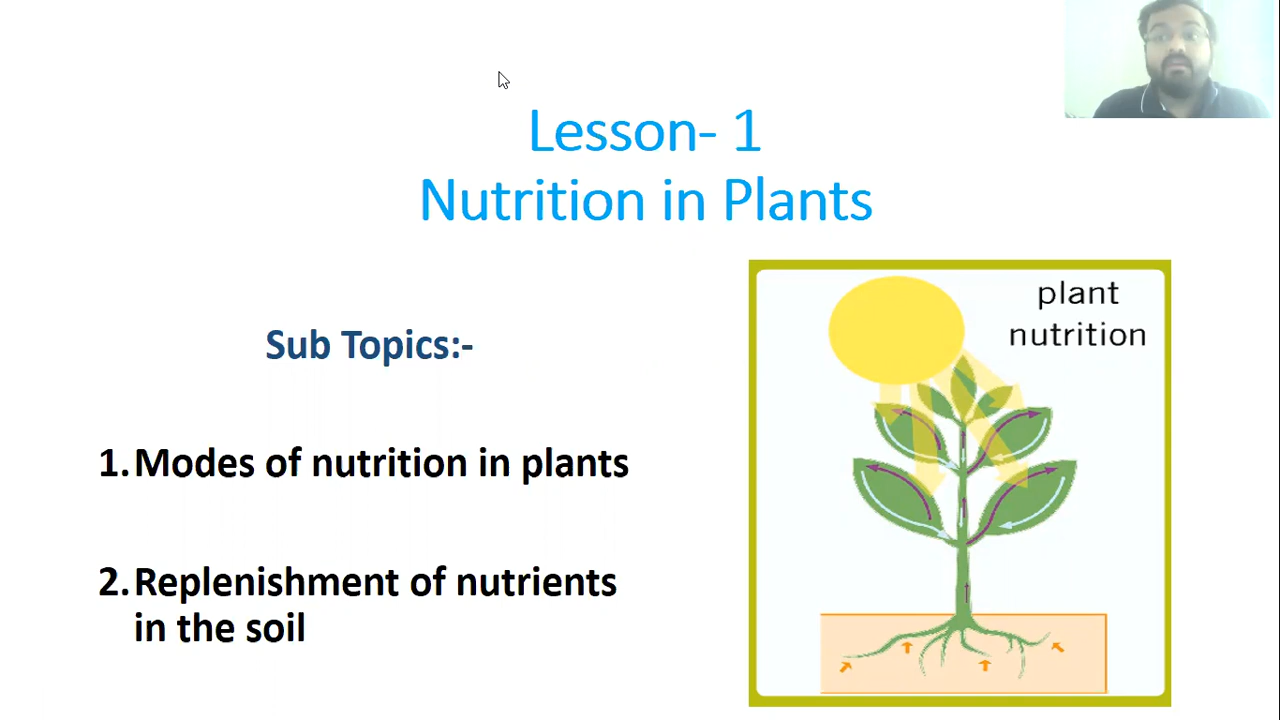 Lesson- 1
Nutrition in Plants
Sub Topics:-
1.Modes of nutrition in plants
2.Replenishment of nutrients
in the soil
plant
nutrition